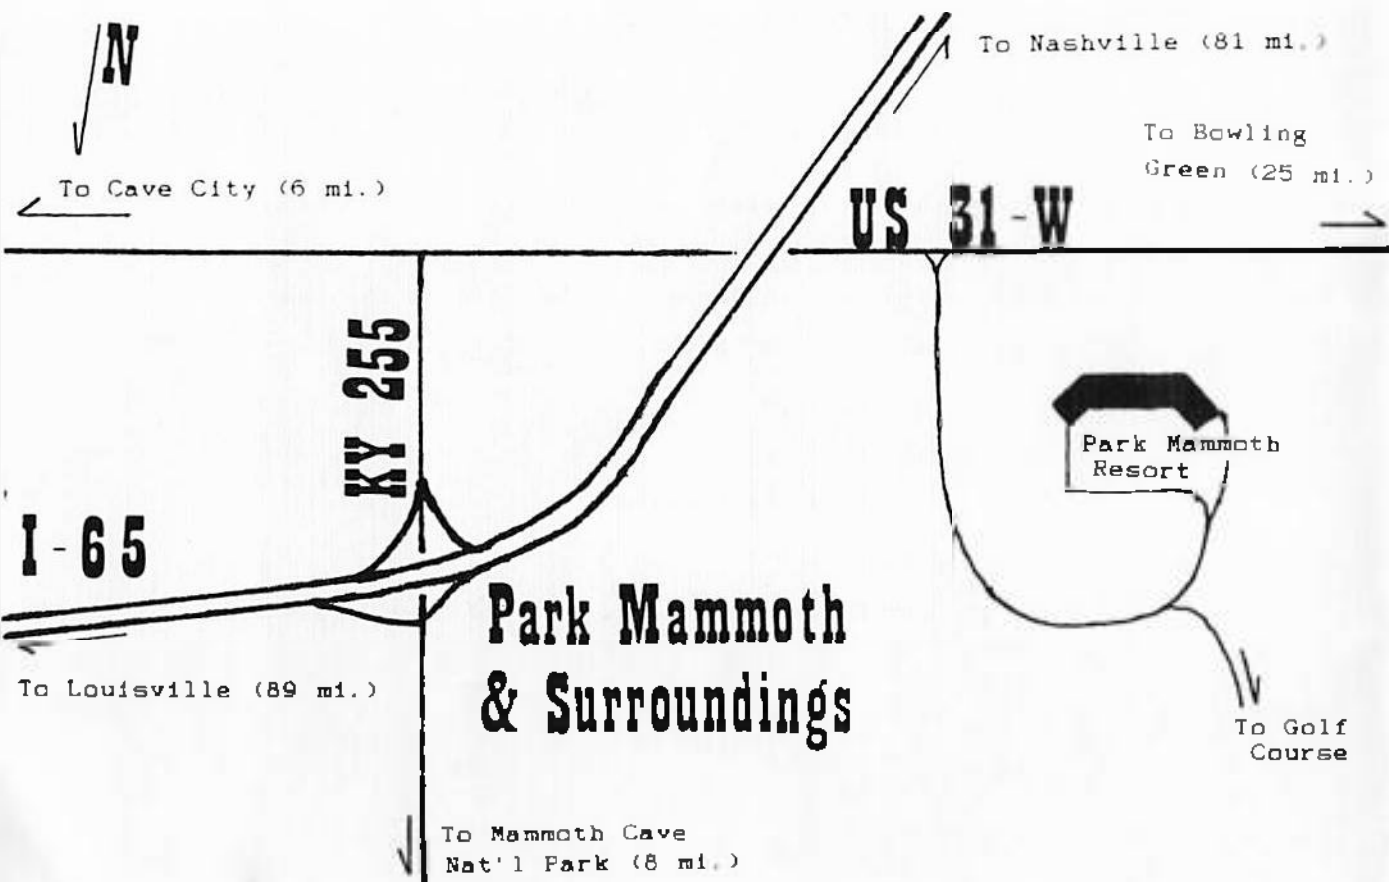 N
To Nashville (81 mi.)
To Bowling
Green (25 mi.)
To Cave City (6 mi.)
US 31-W
KY 255
Park Mammoth
Resort
I-65
Park Mammoth
& Surroundings
To Louisville (89 mi.)
To Golf
Course
To Mammoth Cave
Nat'l Park (8 mi.)